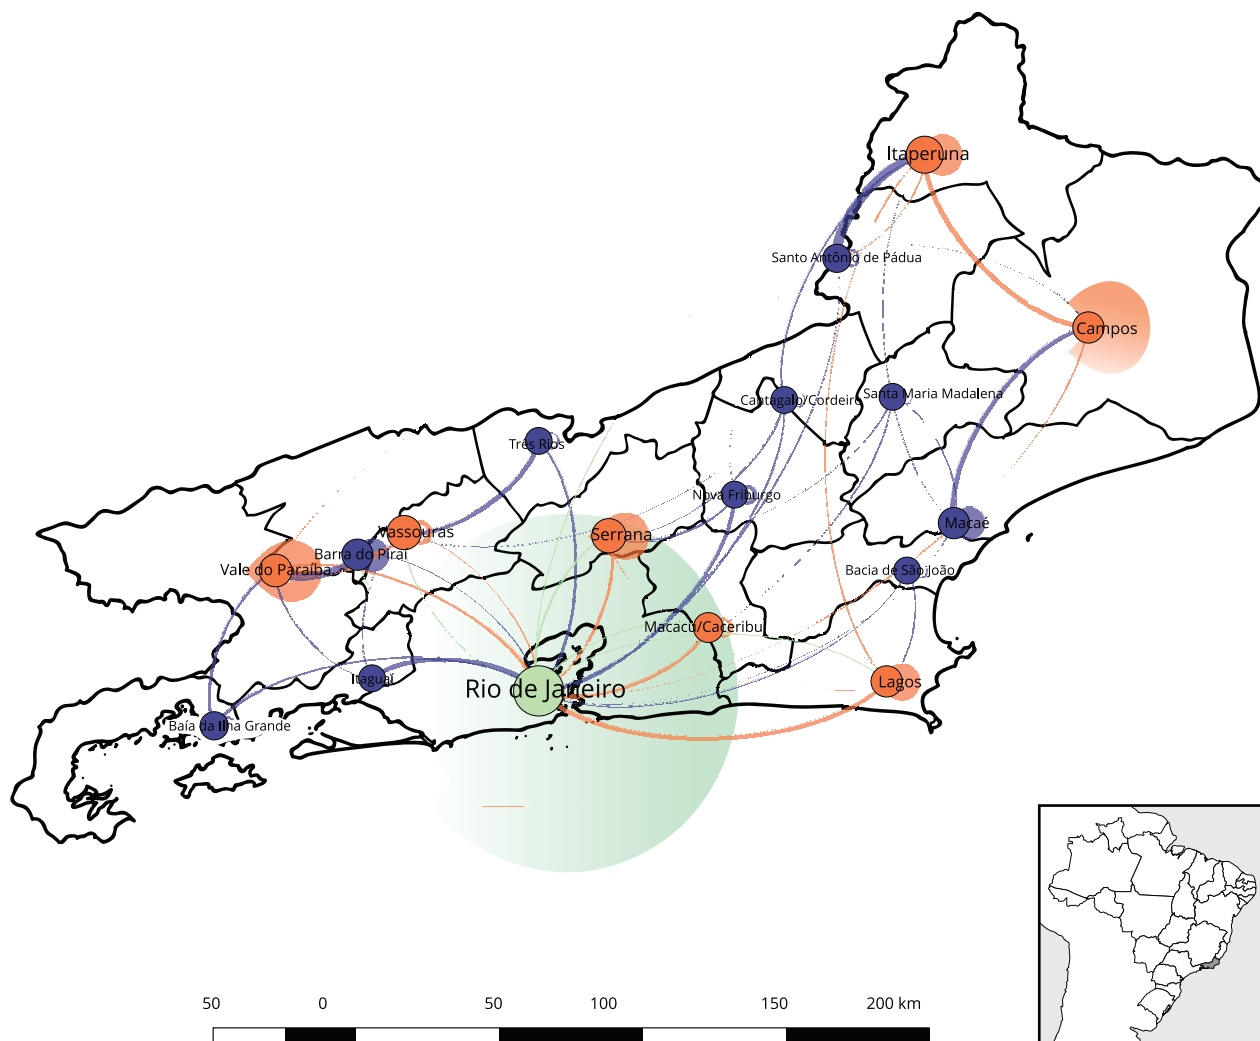 Itaperuna
Santo Antônio de Pádua
Campos
Cantagalo/Cordeiro
Santa Maria Madalena
Três Rios
Nova Friburgo
Macaé
Vassouras
Serrana
Barra do Piraí
Vale do Paraíba...
Bacia de São João
Macacu/Caceribu
Itaguaí
Rio de Janeiro
Lagos
Baía da Ilha Grande
50 0 50 100 150 200 km